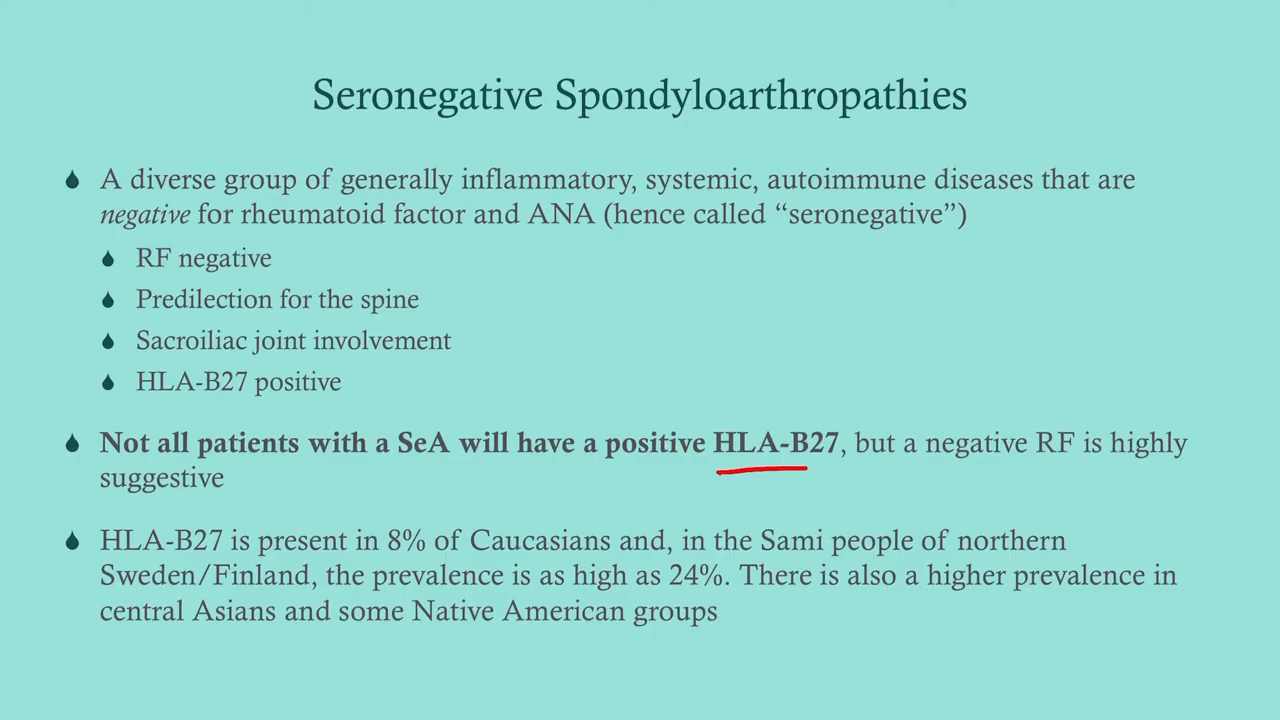 Seronegative Spondyloarthropathies
A diverse group of generally inflammatory, systemic, autoimmune diseases that are
negative for rheumatoid factor and ANA (hence called “seronegative”)
RF negative
Predilection for the spine
Sacroiliac joint involvement
HLA-B27 positive
Not all patients with a SeA will have a positive HLA-B27, but a negative RF is highly
suggestive
HLA-B27 is present in 8% of Caucasians and, in the Sami people of northern
Sweden/Finland, the prevalence is as high as 24%. There is also a higher prevalence in
central Asians and some Native American groups